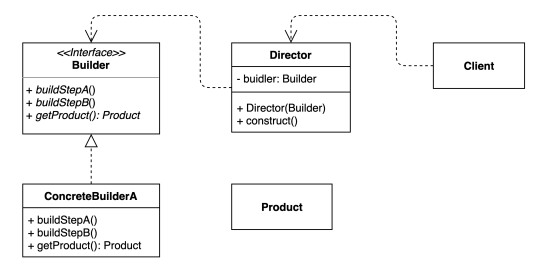 <<Interface>>
Builder
+ buildStepA()
+ buildStepB()
+ getProduct(): Product
Director
- buidler: Builder
+ Director(Builder)
+ construct()
Client
ConcreteBuilderA
+ buildStepA()
+ buildStepB()
+ getProduct(): Product
Product